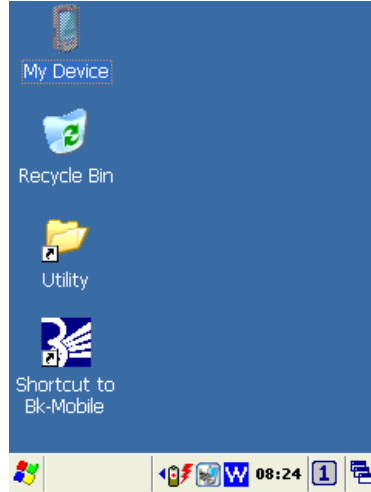 My Device
Recycle Bin
Utility
Shortcut to
Bk-Mobile
W 08:24 1